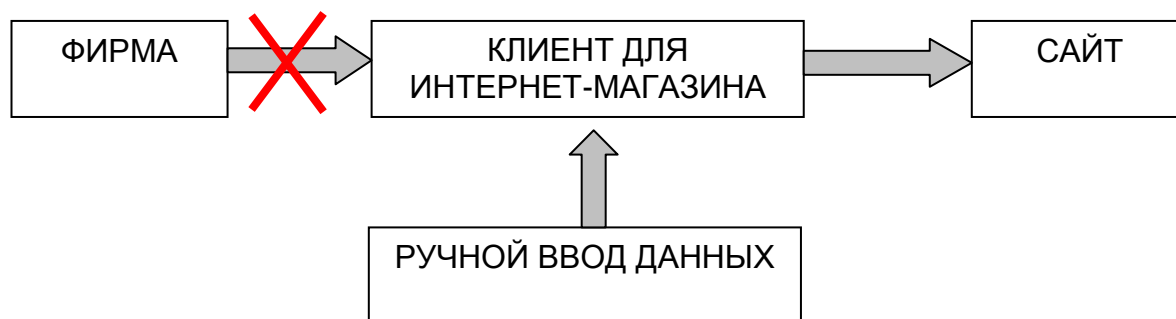 ФИРМА
КЛИЕНТ ДЛЯ
ИНТЕРНЕТ-МАГАЗИНА
САЙТ
РУЧНОЙ ВВОД ДАННЫХ